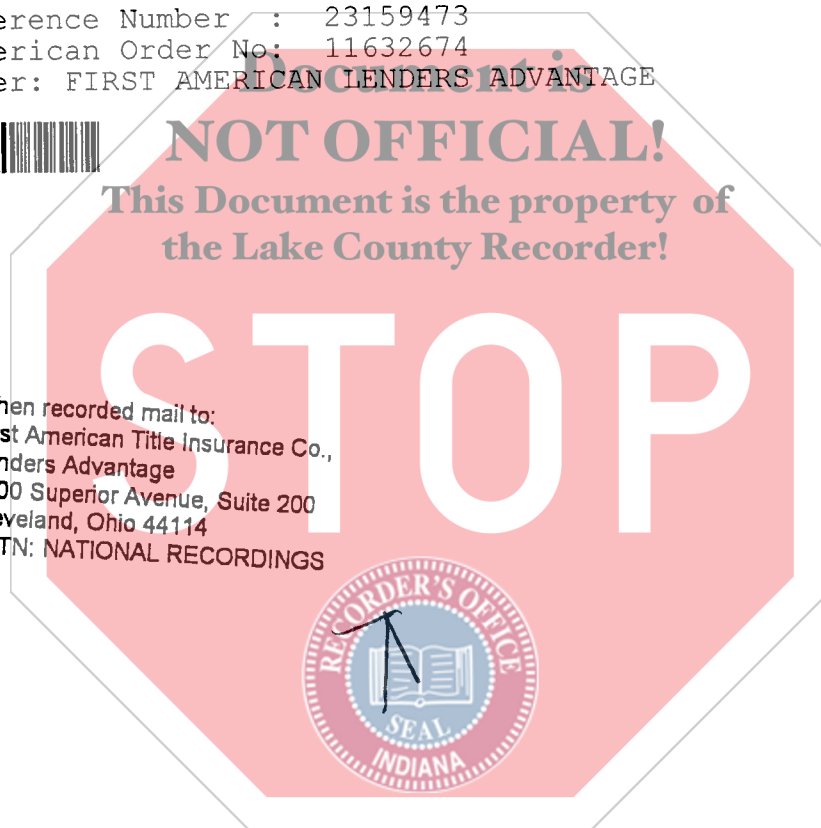 erence Number : 23159473
erican Order No: 11632674
er: FIRST AMERICAN LENDERS ADVANTAGE
Document is
NOT OFFICIAL!
This Document is the property of
the Lake County Recorder!
STOP
hen recorded mail to:
st American Title Insurance Co.,
nders Advantage
00 Superior Avenue, Suite 200
eveland, Ohio 44114
TN: NATIONAL RECORDINGS
RECORDER'S OFFICE
SEAL
INDIANA